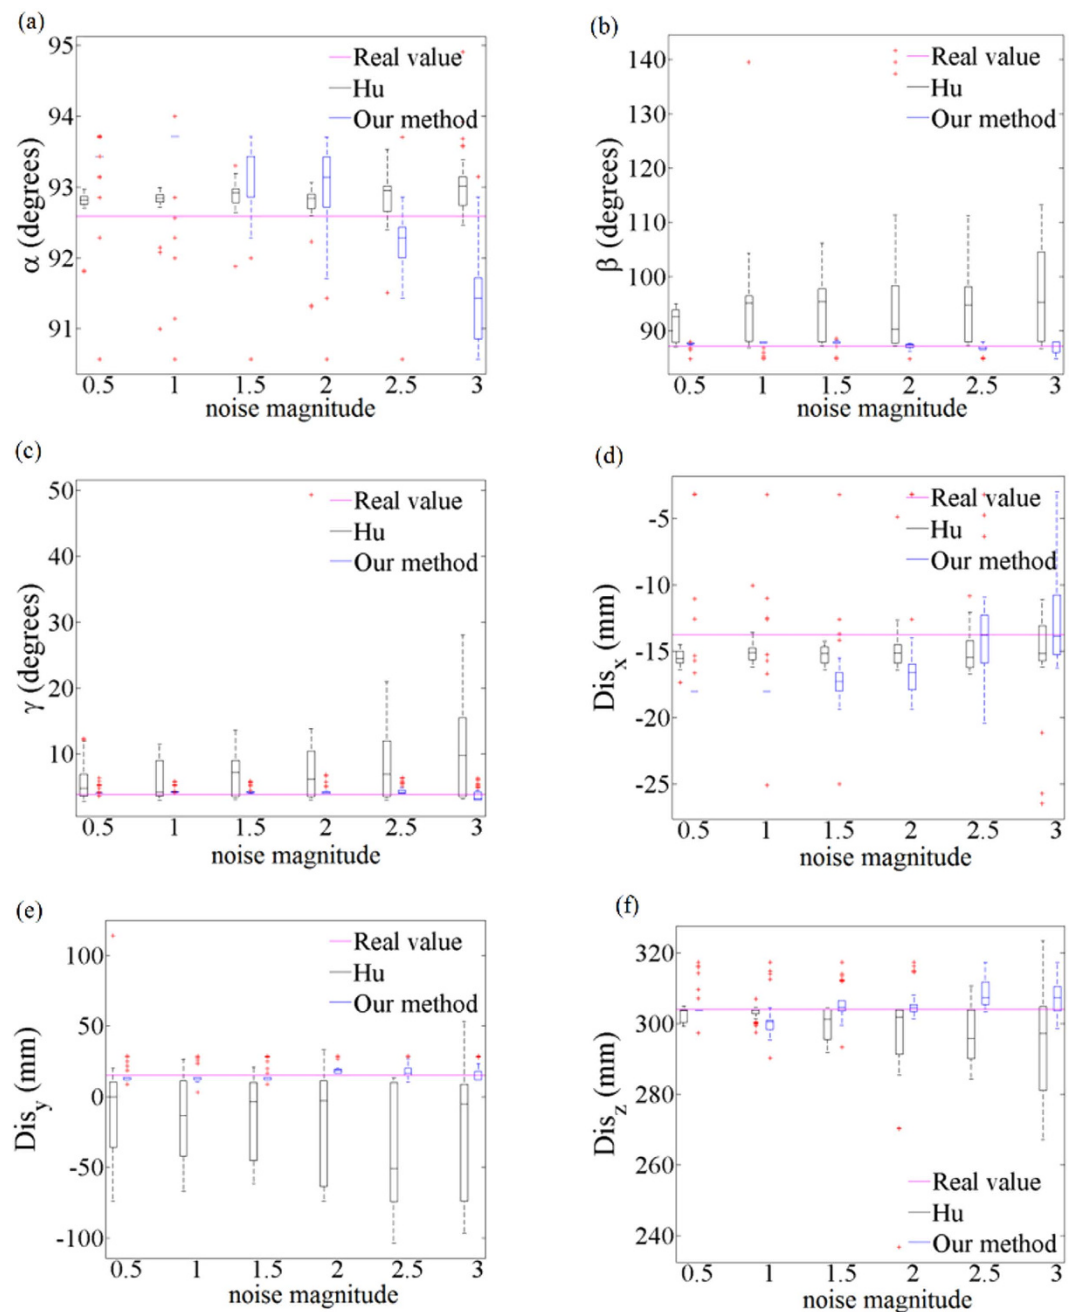 (a)
95
94
93
92
91
α (degrees)
Real value
Hu
Our method
0.5 1 1.5 2 2.5 3
noise magnitude
(b)
140
130
120
110
100
90
β (degrees)
Real value
Hu
Our method
0.5 1 1.5 2 2.5 3
noise magnitude
(c)
50
40
30
20
10
γ (degrees)
Real value
Hu
Our method
0.5 1 1.5 2 2.5 3
noise magnitude
(d)
-5
-10
-15
-20
-25
Dis_x (mm)
Real value
Hu
Our method
0.5 1 1.5 2 2.5 3
noise magnitude
(e)
100
50
0
-50
-100
Dis_y (mm)
Real value
Hu
Our method
0.5 1 1.5 2 2.5 3
noise magnitude
(f)
320
300
280
260
240
Dis_z (mm)
Real value
Hu
Our method
0.5 1 1.5 2 2.5 3
noise magnitude